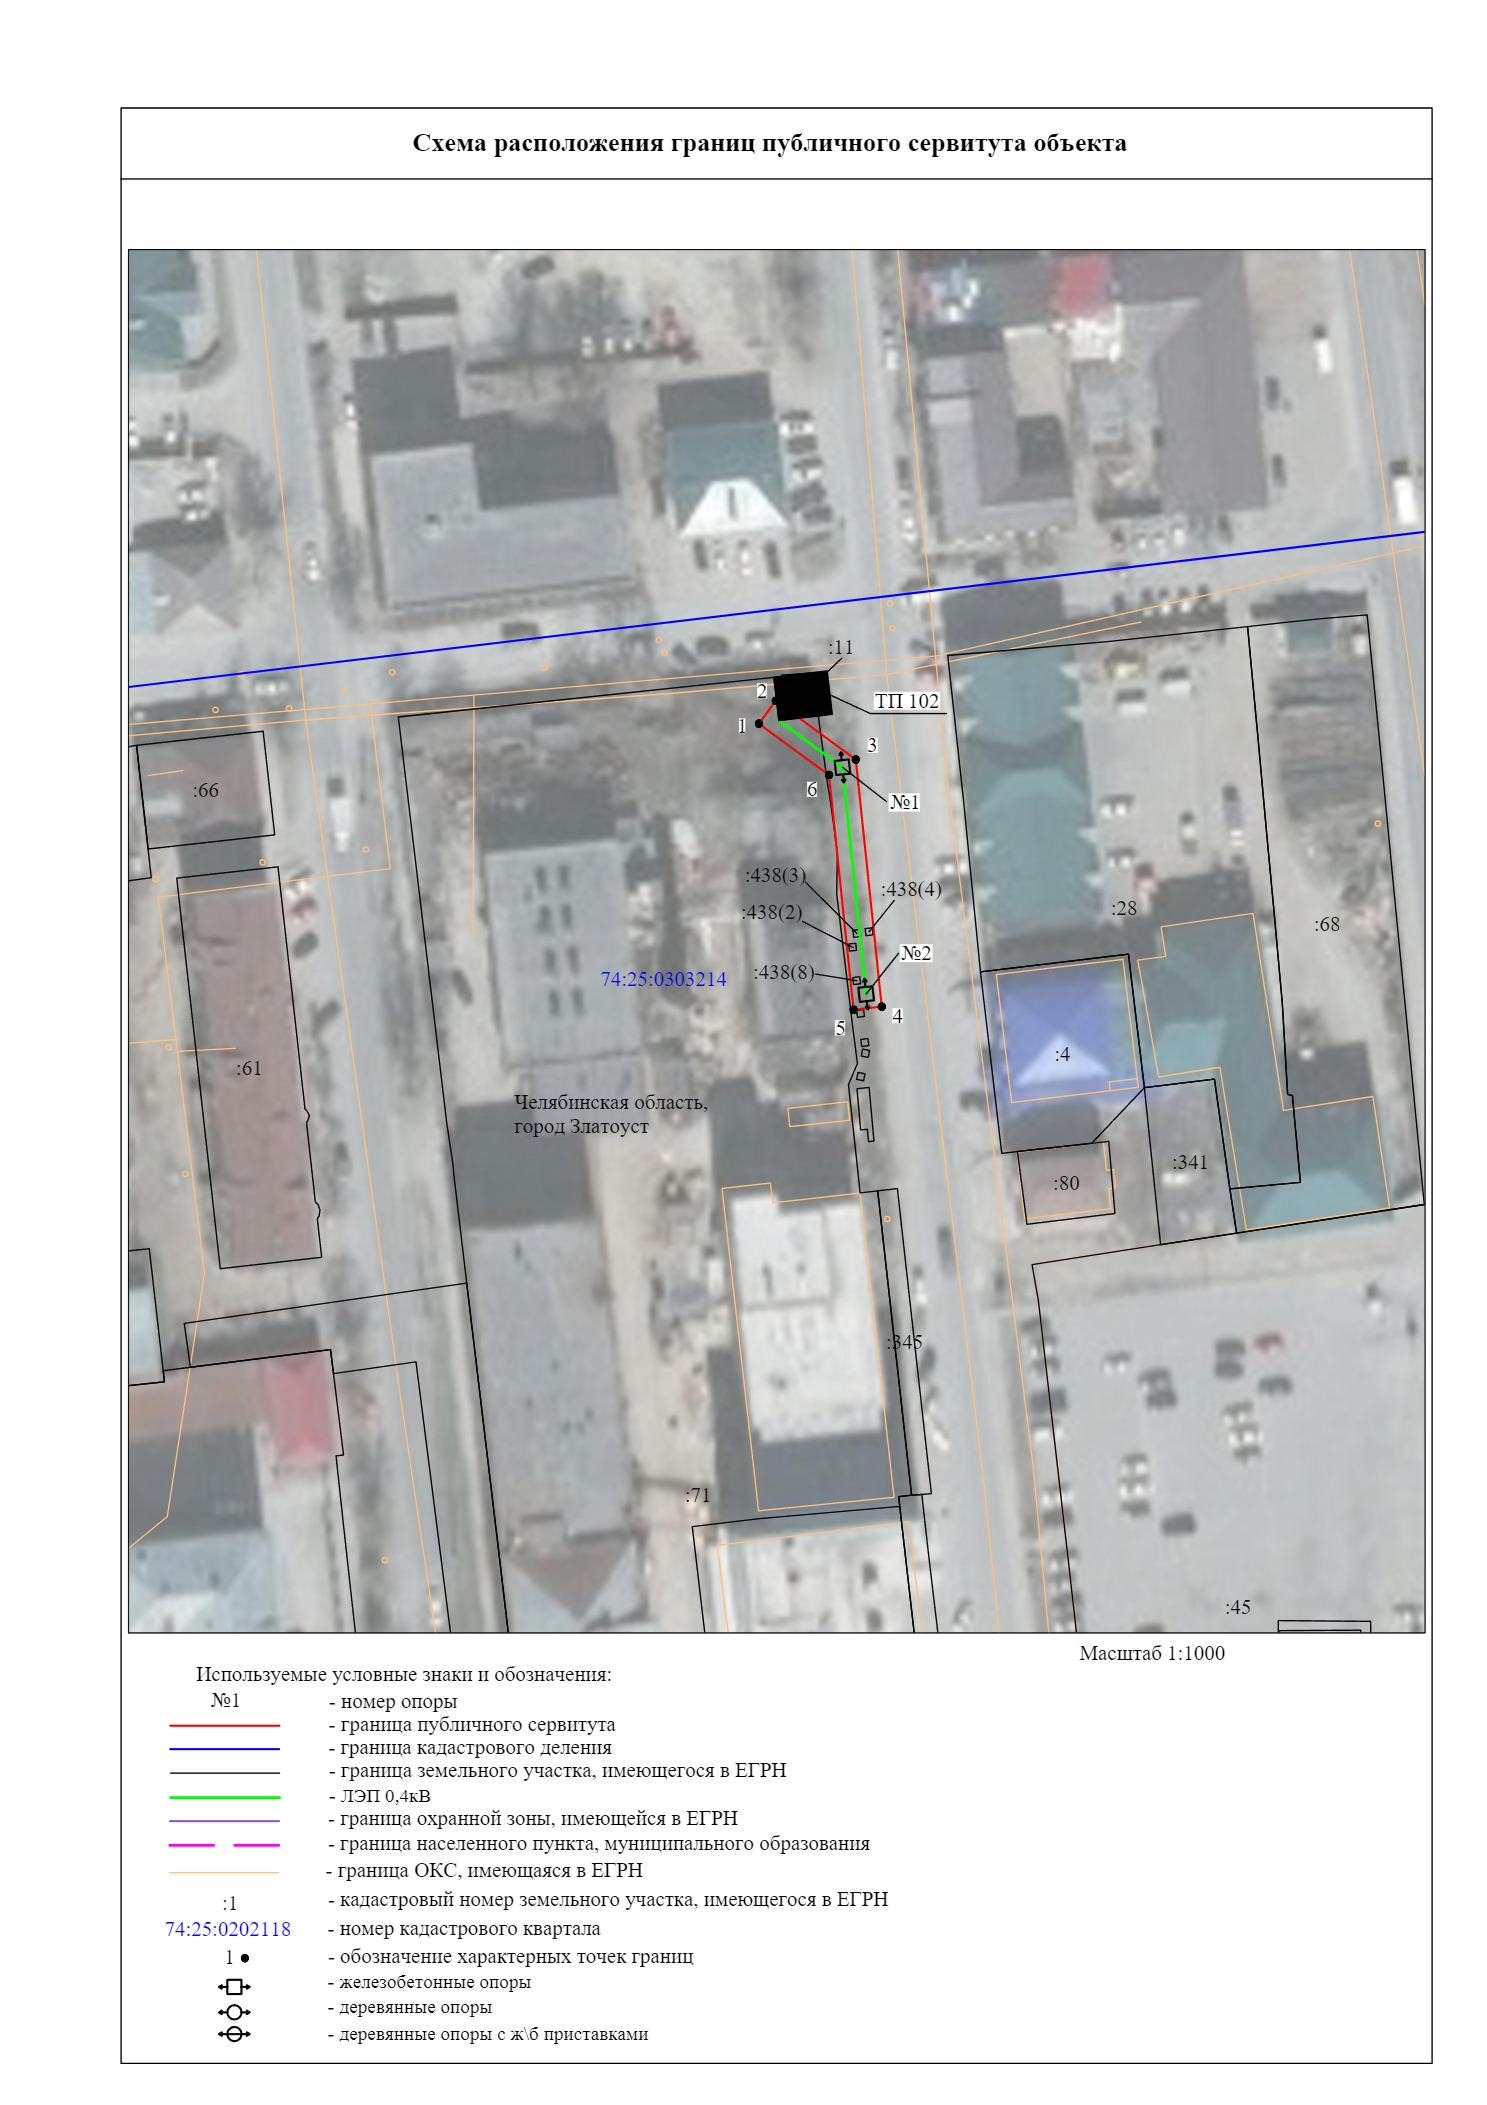 Схема расположения границ публичного сервитута объекта
:11
2
ТП 102
1
3
6
№1
:66
:438(3)
:438(4)
:438(2)
:28
:68
№2
:438(8)
74:25:0303214
5
4
:4
:61
Челябинская область,
город Златоуст
:341
:80
:345
:71
:45
Масштаб 1:1000
Используемые условные знаки и обозначения:
№1 - номер опоры
- граница публичного сервитута
- граница кадастрового деления
- граница земельного участка, имеющегося в ЕГРН
- ЛЭП 0,4кВ
- граница охранной зоны, имеющейся в ЕГРН
- граница населенного пункта, муниципального образования
- граница ОКС, имеющаяся в ЕГРН
:1 - кадастровый номер земельного участка, имеющегося в ЕГРН
74:25:0202118 - номер кадастрового квартала
1 - обозначение характерных точек границ
- железобетонные опоры
- деревянные опоры
- деревянные опоры с ж\б приставками